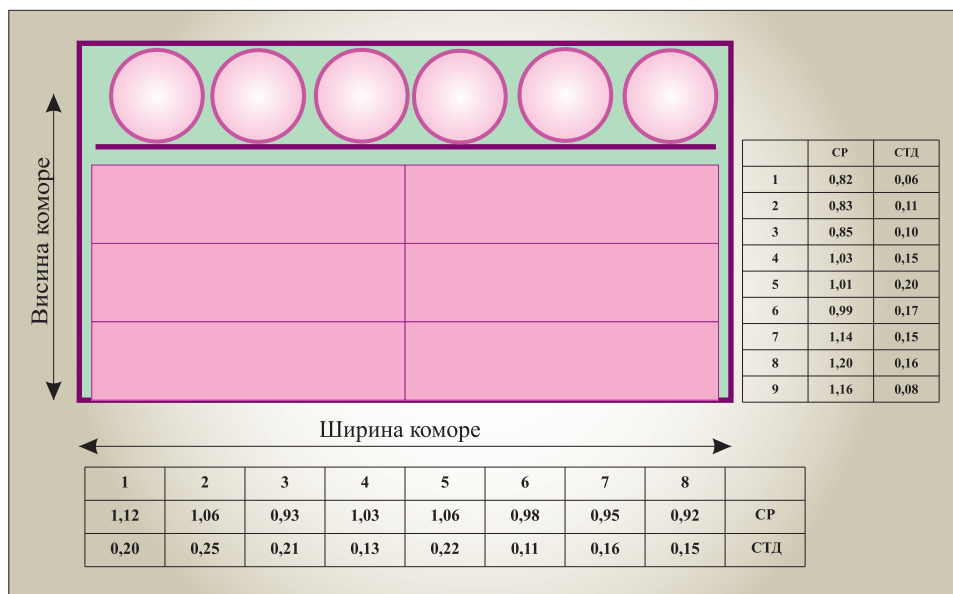 Висина коморе
СР СТД
1 0,82 0,06
2 0,83 0,11
3 0,85 0,10
4 1,03 0,15
5 1,01 0,20
6 0,99 0,17
7 1,14 0,15
8 1,20 0,16
9 1,16 0,08
Ширина коморе
1 2 3 4 5 6 7 8
1,12 1,06 0,93 1,03 1,06 0,98 0,95 0,92 СР
0,20 0,25 0,21 0,13 0,22 0,11 0,16 0,15 СТД